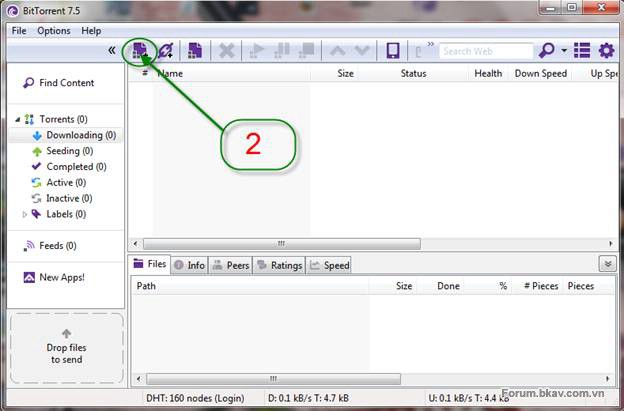 BitTorrent 7.5
File Options Help
« » Search Web
# Name Size Status Health Down Speed Up Spe
Find Content
Torrents (0)
Downloading (0)
Seeding (0)
Completed (0)
Active (0)
Inactive (0)
Labels (0)
Feeds (0)
New Apps!
Drop files
to send
2
Files Info Peers Ratings Speed
Path Size Done % # Pieces Pieces
DHT: 160 nodes (Login) D: 0.1 kB/s T: 4.7 kB U: 0.1 kB/s T: 4.4 kB
Forum.bkav.com.vn